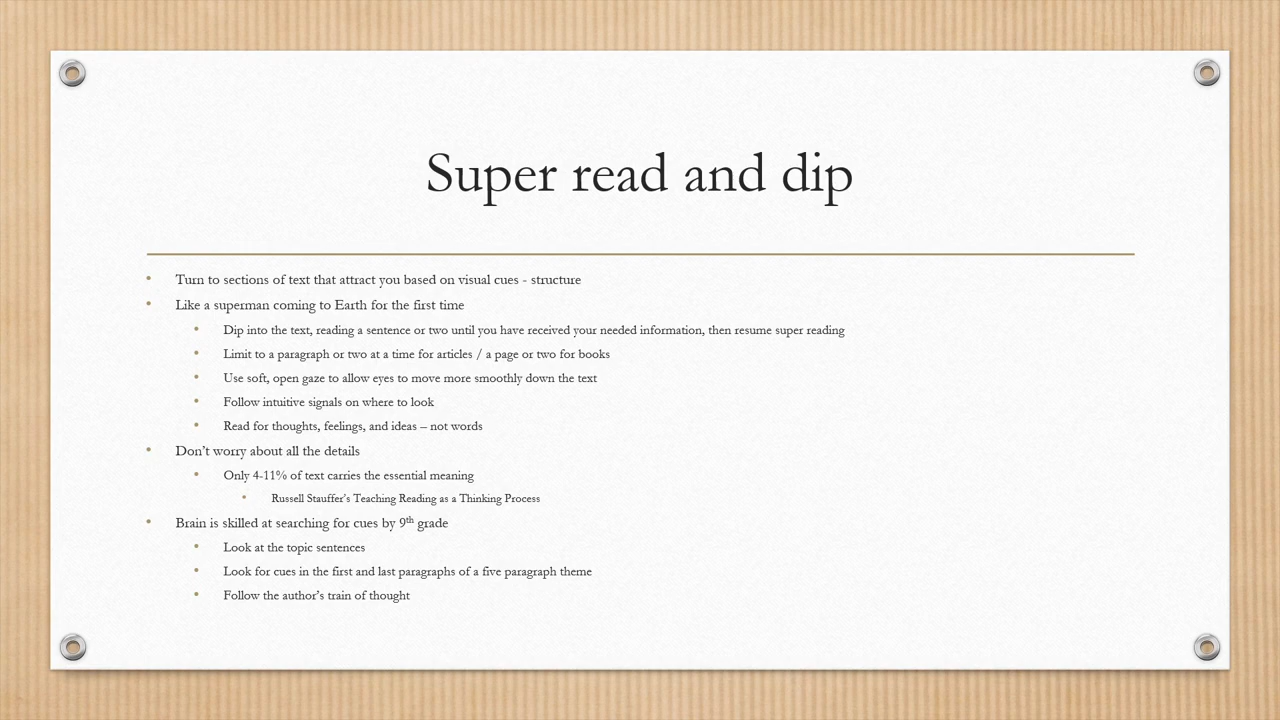 Super read and dip
• Turn to sections of text that attract you based on visual cues - structure
• Like a superman coming to Earth for the first time
• Dip into the text, reading a sentence or two until you have received your needed information, then resume super reading
• Limit to a paragraph or two at a time for articles / a page or two for books
• Use soft, open gaze to allow eyes to move more smoothly down the text
• Follow intuitive signals on where to look
• Read for thoughts, feelings, and ideas – not words
• Don’t worry about all the details
• Only 4-11% of text carries the essential meaning
• Russell Stauffer’s Teaching Reading as a Thinking Process
• Brain is skilled at searching for cues by 9th grade
• Look at the topic sentences
• Look for cues in the first and last paragraphs of a five paragraph theme
• Follow the author’s train of thought